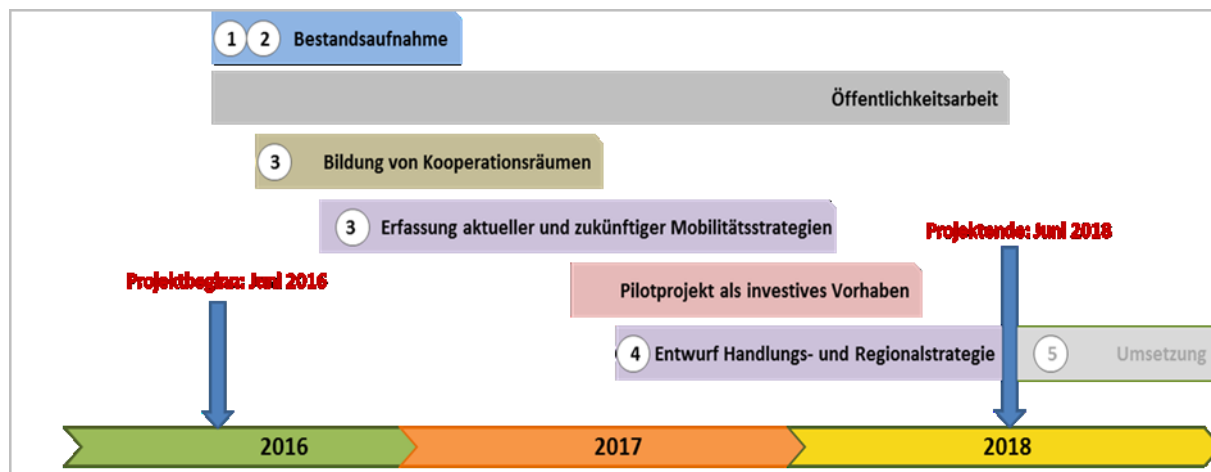 1 2 Bestandsaufnahme
Öffentlichkeitsarbeit
3 Bildung von Kooperationsräumen
3 Erfassung aktueller und zukünftiger Mobilitätsstrategien
Projektende: Juni 2018
Projektbeginn: Juni 2016
Pilotprojekt als investives Vorhaben
4 Entwurf Handlungs- und Regionalstrategie
5 Umsetzung
2016
2017
2018